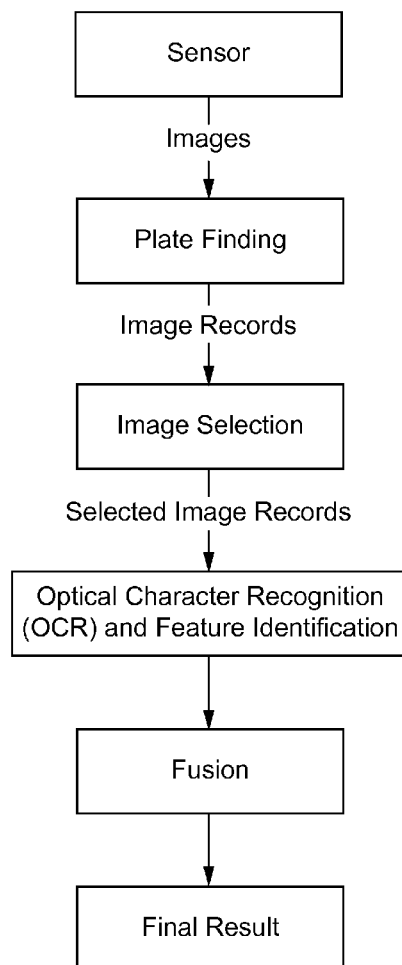 Sensor
Images
Plate Finding
Image Records
Image Selection
Selected Image Records
Optical Character Recognition
(OCR) and Feature Identification
Fusion
Final Result